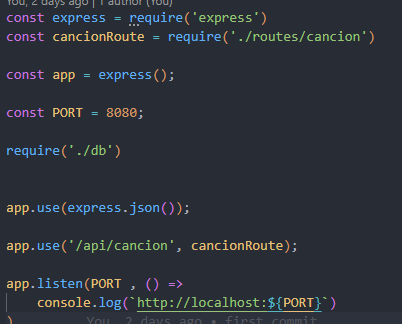 You, 2 days ago | 1 author (You)
const express = require('express')
const cancionRoute = require('./routes/cancion')
const app = express();
const PORT = 8080;
require('./db')
app.use(express.json());
app.use('/api/cancion', cancionRoute);
app.listen(PORT , () =>
console.log(`http://localhost:${PORT}`)
) You, 2 days ago • first commit